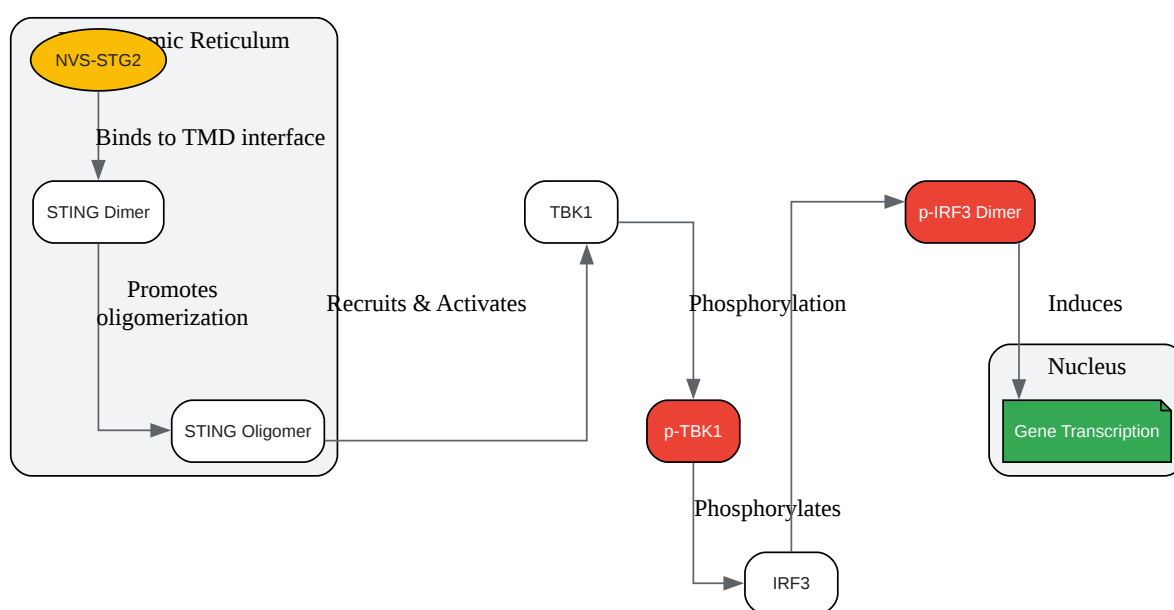 mic Reticulum
NVS-STG2
Binds to TMD interface
STING Dimer
TBK1
p-IRF3 Dimer
Promotes
oligomerization
Recruits & Activates
Phosphorylation
Induces
Nucleus
STING Oligomer
p-TBK1
Gene Transcription
Phosphorylates
IRF3